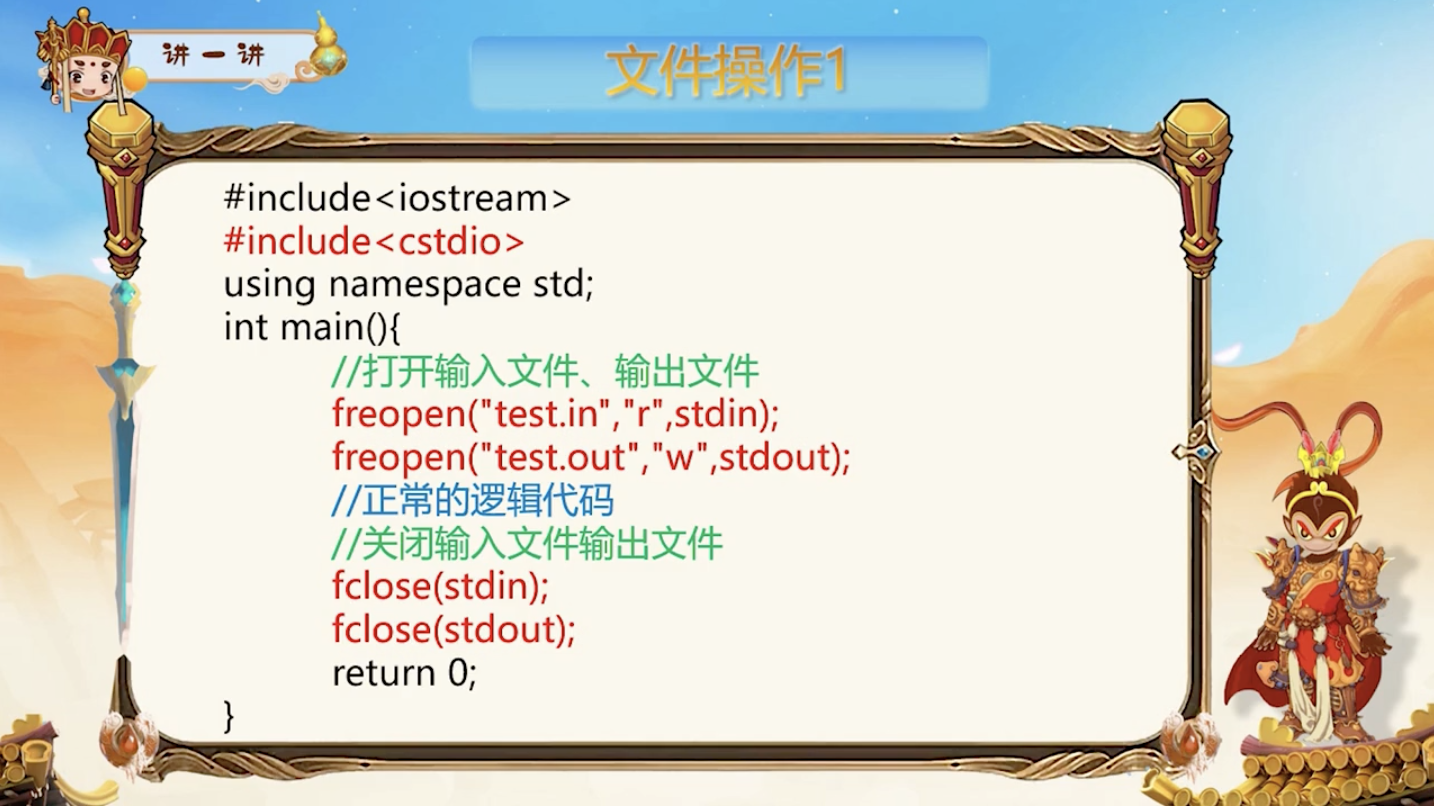 讲一讲
文件操作1
#include<iostream>
#include<cstdio>
using namespace std;
int main(){
//打开输入文件、输出文件
freopen("test.in","r",stdin);
freopen("test.out","w",stdout);
//正常的逻辑代码
//关闭输入文件输出文件
fclose(stdin);
fclose(stdout);
return 0;
}